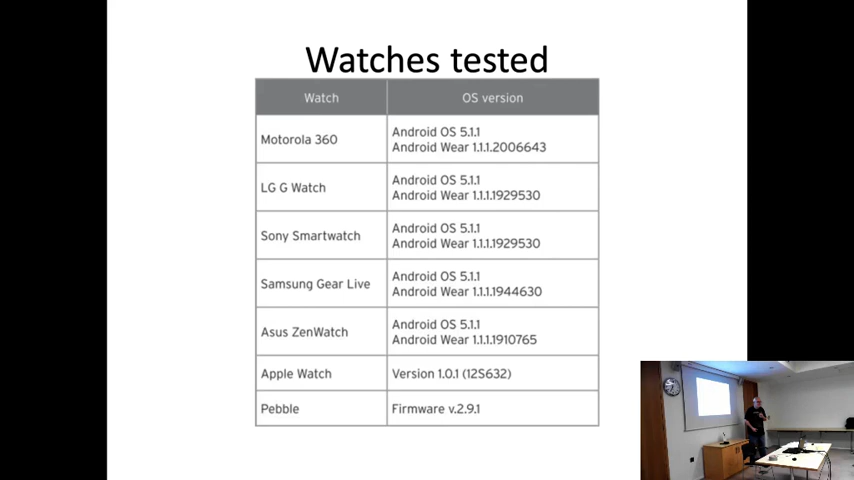 Watches tested
Watch OS version
Motorola 360 Android OS 5.1.1
Android Wear 1.1.1.2006643
LG G Watch Android OS 5.1.1
Android Wear 1.1.1.1929530
Sony Smartwatch Android OS 5.1.1
Android Wear 1.1.1.1929530
Samsung Gear Live Android OS 5.1.1
Android Wear 1.1.1.1944630
Asus ZenWatch Android OS 5.1.1
Android Wear 1.1.1.1910765
Apple Watch Version 1.0.1 (12S632)
Pebble Firmware v.2.9.1